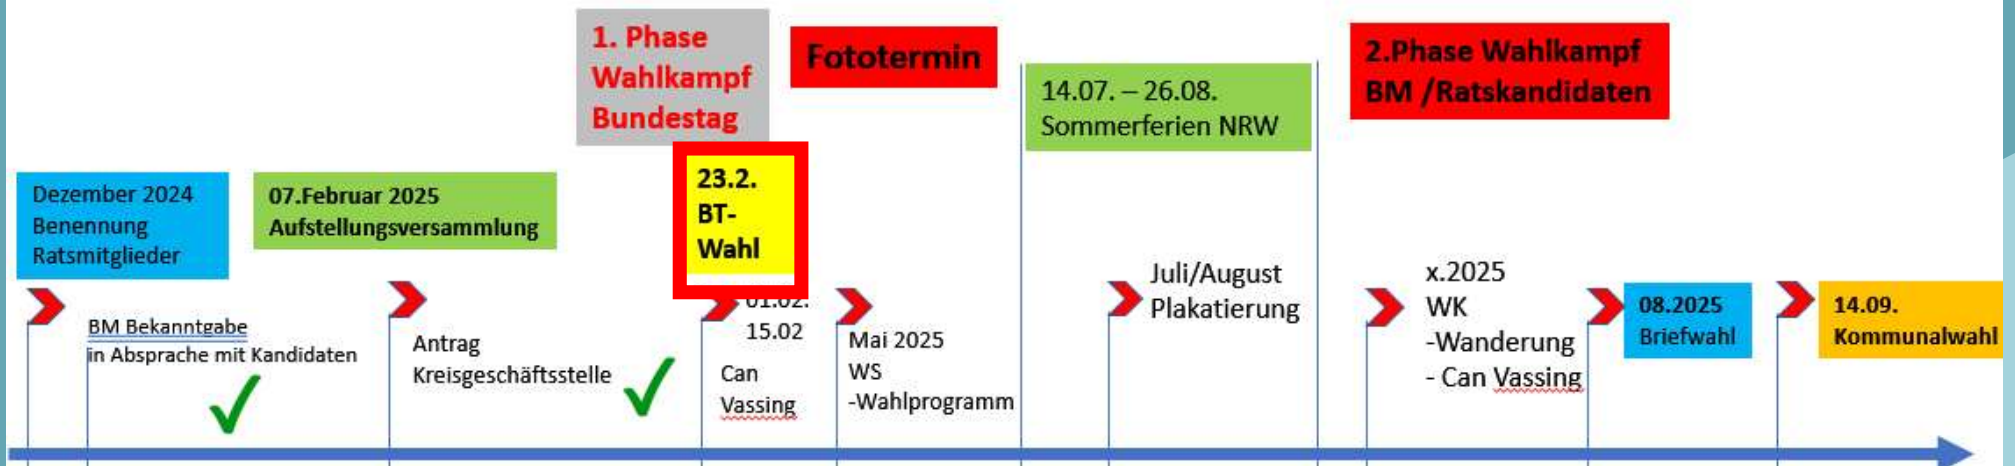 1. Phase
Wahlkampf
Bundestag
Fototermin
14.07. – 26.08.
Sommerferien NRW
2.Phase Wahlkampf
BM /Ratskandidaten
Dezember 2024
Benennung
Ratsmitglieder
07.Februar 2025
Aufstellungsversammlung
23.2.
BT-
Wahl
BM Bekanntgabe
in Absprache mit Kandidaten
Antrag
Kreisgeschäftsstelle
01.02.
15.02
Can
Vassing
Mai 2025
WS
-Wahlprogramm
Juli/August
Plakatierung
x.2025
WK
-Wanderung
- Can Vassing
08.2025
Briefwahl
14.09.
Kommunalwahl